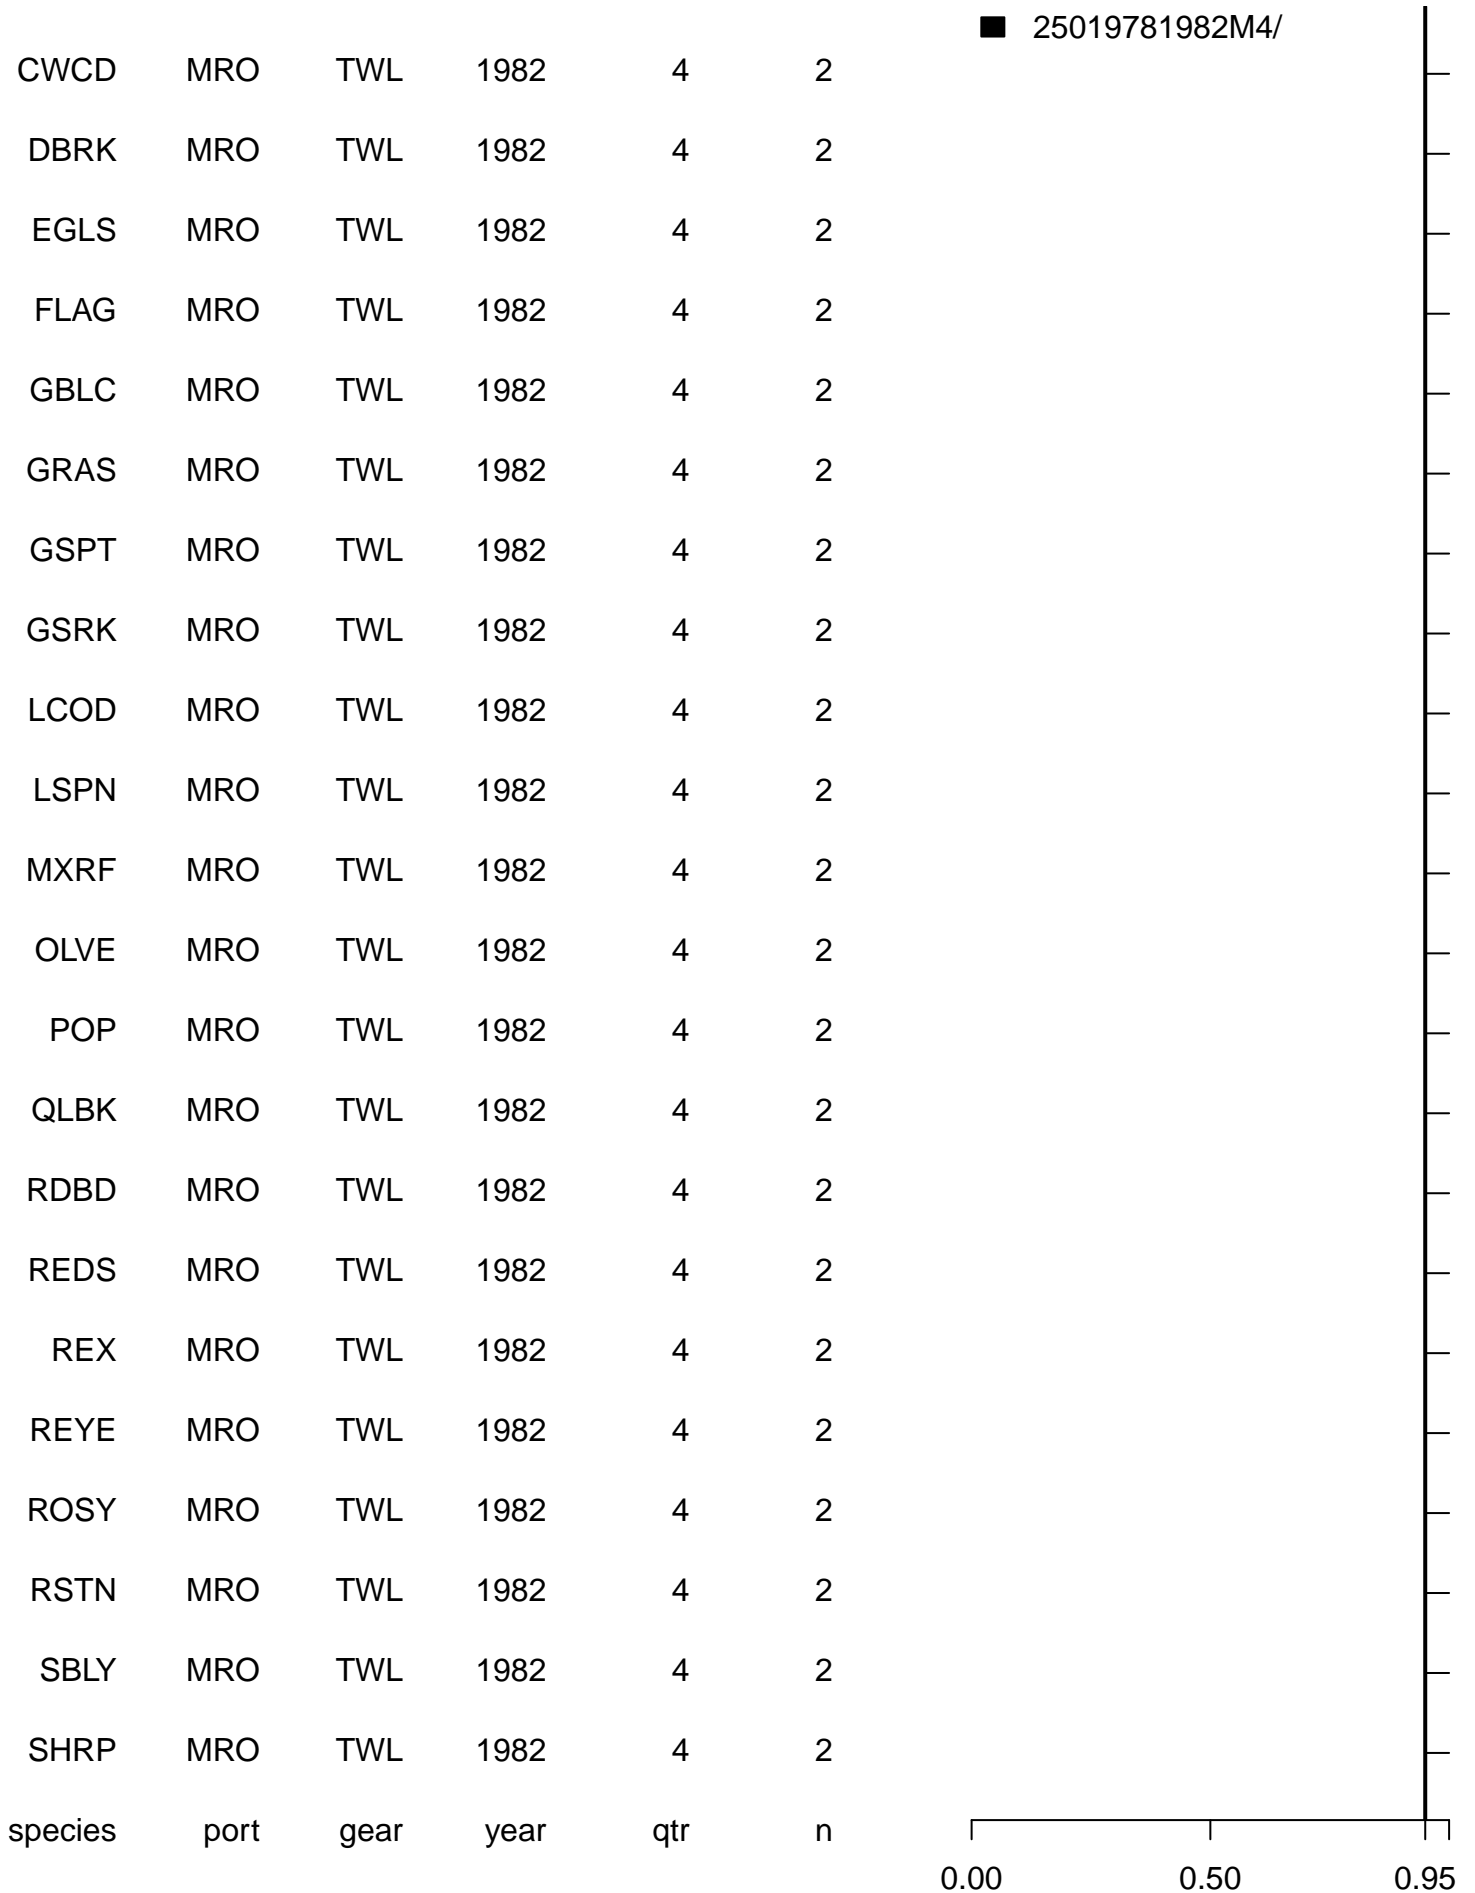 25019781982M4/
CWCD MRO TWL 1982 4 2
DBRK MRO TWL 1982 4 2
EGLS MRO TWL 1982 4 2
FLAG MRO TWL 1982 4 2
GBLC MRO TWL 1982 4 2
GRAS MRO TWL 1982 4 2
GSPT MRO TWL 1982 4 2
GSRK MRO TWL 1982 4 2
LCOD MRO TWL 1982 4 2
LSPN MRO TWL 1982 4 2
MXRF MRO TWL 1982 4 2
OLVE MRO TWL 1982 4 2
POP MRO TWL 1982 4 2
QLBK MRO TWL 1982 4 2
RDBD MRO TWL 1982 4 2
REDS MRO TWL 1982 4 2
REX MRO TWL 1982 4 2
REYE MRO TWL 1982 4 2
ROSY MRO TWL 1982 4 2
RSTN MRO TWL 1982 4 2
SBLY MRO TWL 1982 4 2
SHRP MRO TWL 1982 4 2
species port gear year qtr n
0.00 0.50 0.95